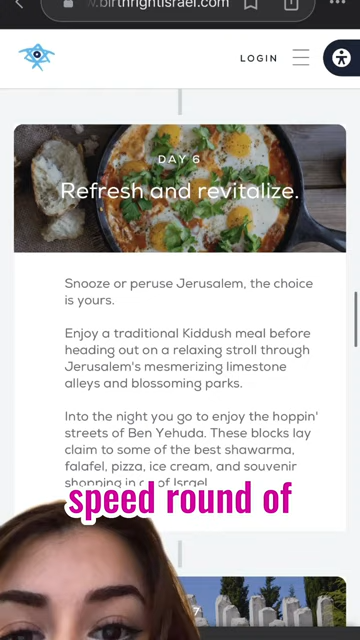 .birthrightisrael.com
LOGIN
DAY 6
Refresh and revitalize.
Snooze or peruse Jerusalem, the choice
is yours.
Enjoy a traditional Kiddush meal before
heading out on a relaxing stroll through
Jerusalem's mesmerizing limestone
alleys and blossoming parks.
Into the night you go to enjoy the hoppin'
streets of Ben Yehuda. These blocks lay
claim to some of the best shawarma,
falafel, pizza, ice cream, and souvenir
shopping in of Israel
speed round of
7